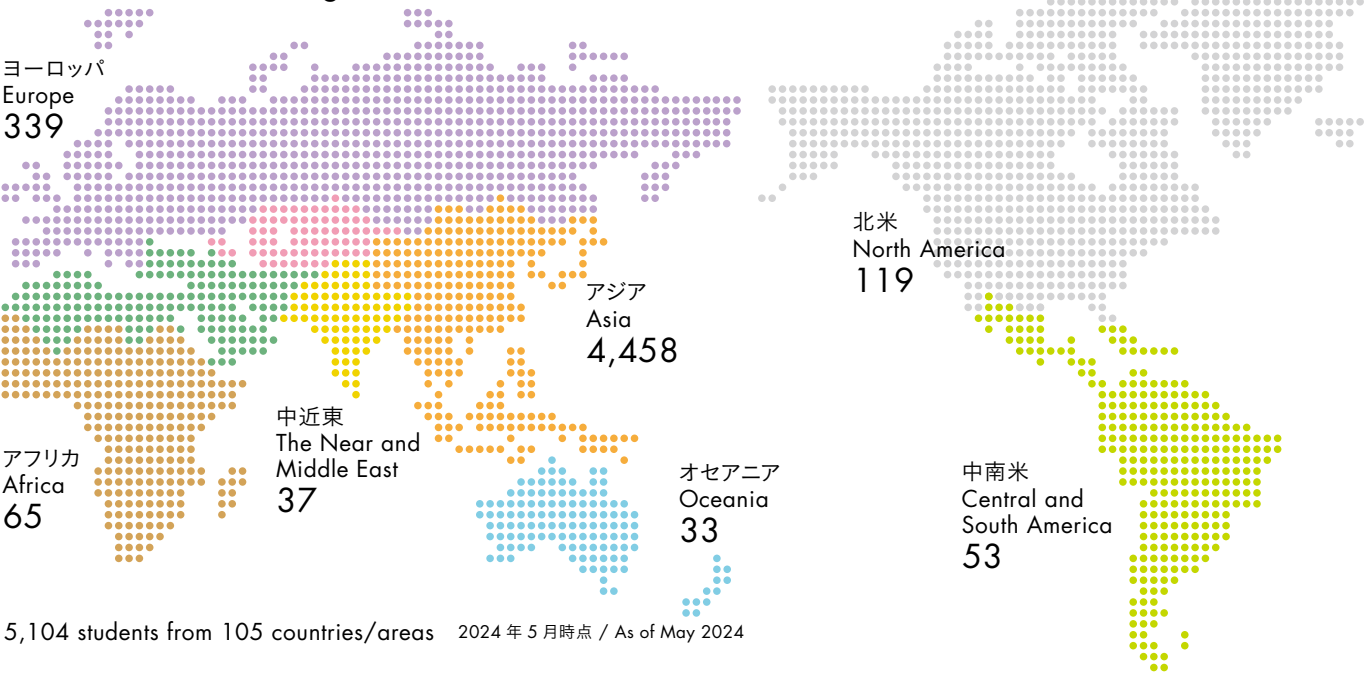 ヨーロッパ
Europe
339
北米
North America
119
アジア
Asia
4,458
中近東
The Near and
Middle East
37
アフリカ
Africa
65
オセアニア
Oceania
33
中南米
Central and
South America
53
5,104 students from 105 countries/areas 2024 年 5 月時点 / As of May 2024